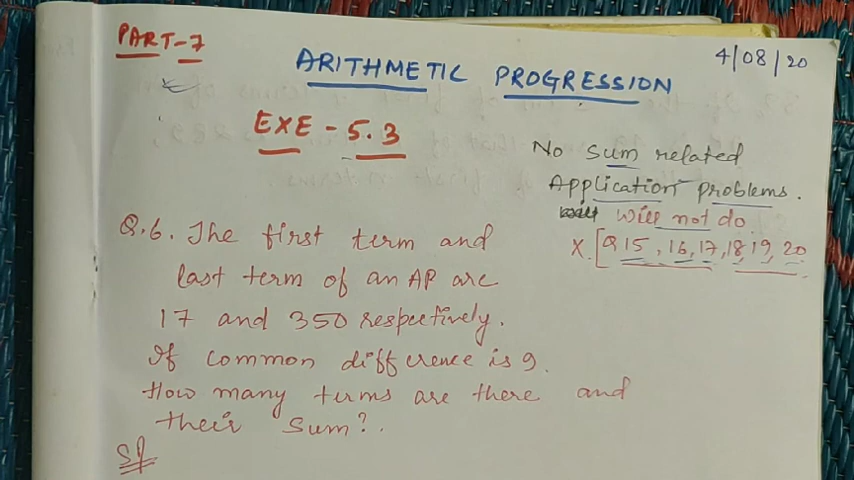 PART-7
4/08/20
ARITHMETIC PROGRESSION
EXE - 5.3
No sum related
Application problems.
will not do.
X. [Q 15, 16, 17, 18, 19, 20
Q.6. The first term and
last term of an AP are
17 and 350 respectively.
If common difference is 9.
How many terms are there and
their sum?.
Sol